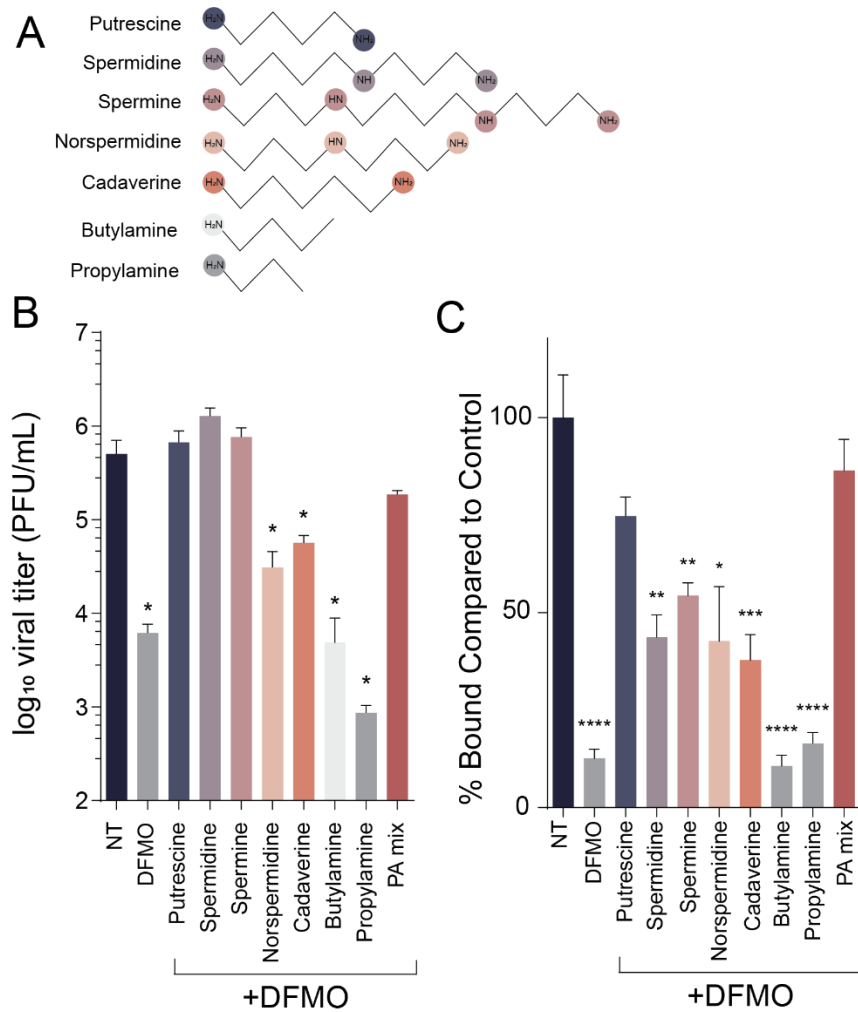 A
Putrescine H₂N NH₂
Spermidine H₂N NH NH₂
Spermine H₂N HN NH NH₂
Norspermidine H₂N HN NH₂
Cadaverine H₂N NH₂
Butylamine H₂N
Propylamine H₂N
B
log₁₀ viral titer (PFU/mL)
7
6
5
4
3
2
* * * * *
NT
DFMO
Putrescine
Spermidine
Spermine
Norspermidine
Cadaverine
Butylamine
Propylamine
PA mix
+DFMO
C
% Bound Compared to Control
100
50
0
**** ** ** * *** **** ****
NT
DFMO
Putrescine
Spermidine
Spermine
Norspermidine
Cadaverine
Butylamine
Propylamine
PA mix
+DFMO